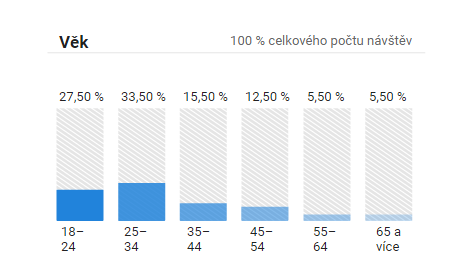 Věk
100 % celkového počtu návštěv
27,50 % 33,50 % 15,50 % 12,50 % 5,50 % 5,50 %
18–24 25–34 35–44 45–54 55–64 65 a více